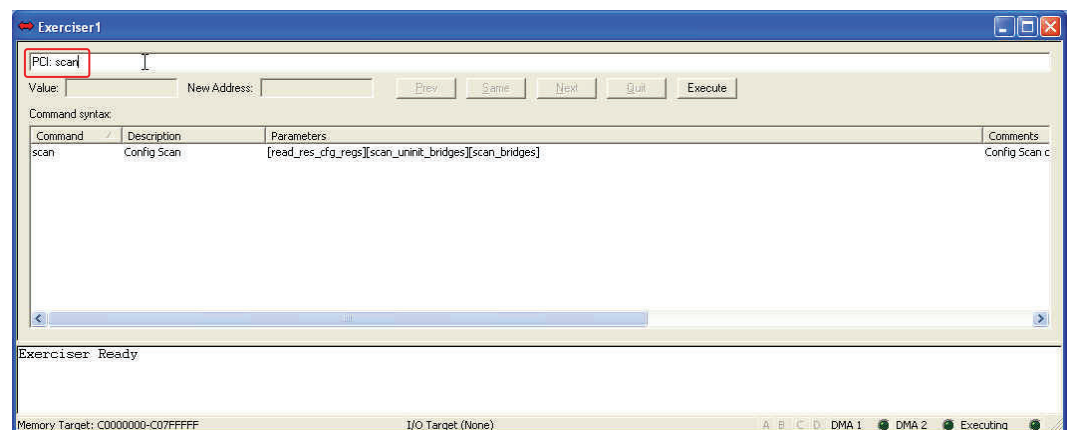 Exerciser1
PCI: scan
Value: New Address: Prev Same Next Quit Execute
Command syntax:
Command Description Parameters Comments
scan Config Scan [read_res_cfg_regs][scan_uninit_bridges][scan_bridges] Config Scan c
Exerciser Ready
Memory Target: C0000000-C07FFFFF I/O Target (None) A B C D DMA 1 DMA 2 Executing